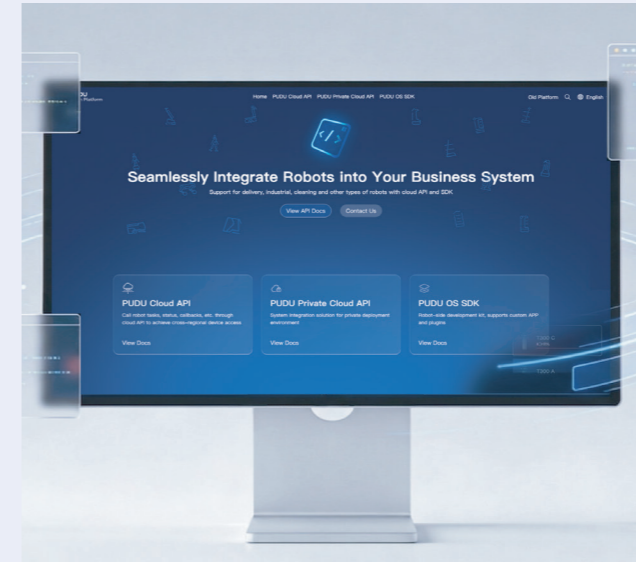 Home PUDU Cloud API PUDU Private Cloud API PUDU OS SDK
Old Platform English
Seamlessly Integrate Robots into Your Business System
Support for delivery, industrial, cleaning and other types of robots with cloud API and SDK
View API Docs Contact Us
PUDU Cloud API
Call robot tasks, status, callbacks, etc. through
cloud API to achieve cross-regional device access
View Docs
PUDU Private Cloud API
System integration solution for private deployment
environment
View Docs
PUDU OS SDK
Robot-side development kit, supports custom APP
and plugins
View Docs